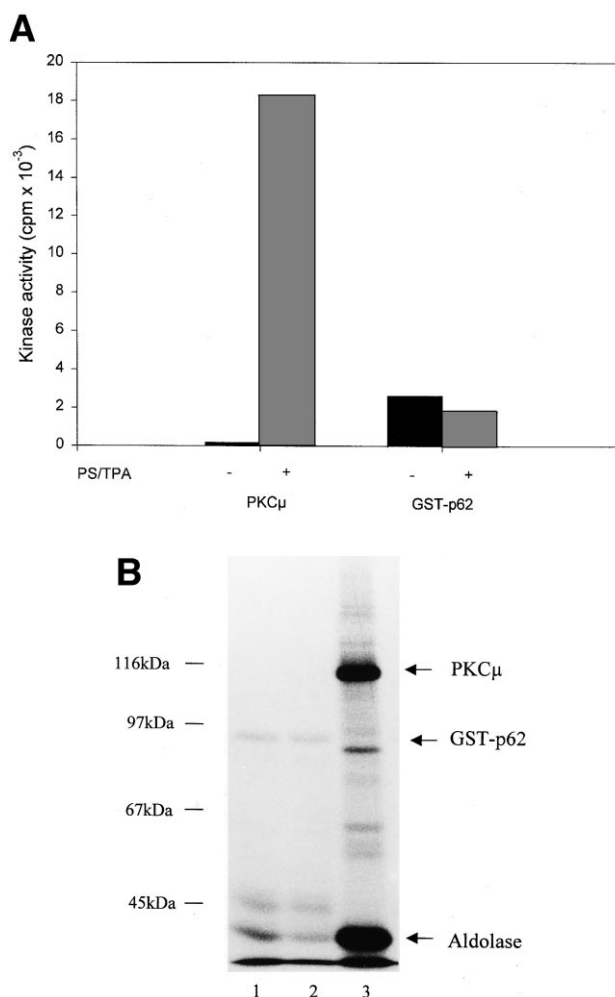 A
Kinase activity (cpm x 10⁻³)
20
18
16
14
12
10
8
6
4
2
0
PS/TPA - + - +
PKCμ GST-p62
B
116kDa
97kDa
67kDa
45kDa
PKCμ
GST-p62
Aldolase
1 2 3